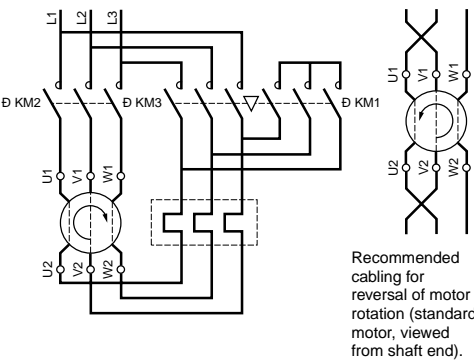 L1
L2
L3
Đ KM2
Đ KM3
Đ KM1
U1
V1
W1
U2
V2
W2
U1
V1
W1
U2
V2
W2
Recommended
cabling for
reversal of motor
rotation (standard
motor, viewed
from shaft end).